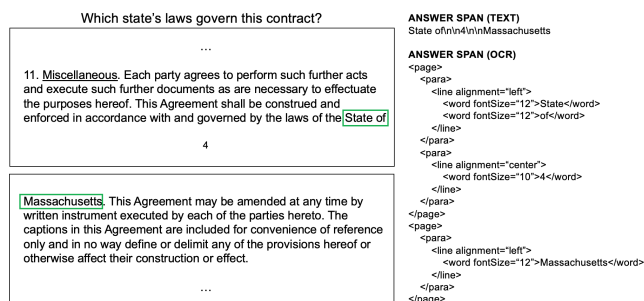 Which state's laws govern this contract?
...
11. Miscellaneous. Each party agrees to perform such further acts
and execute such further documents as are necessary to effectuate
the purposes hereof. This Agreement shall be construed and
enforced in accordance with and governed by the laws of the State of
4
Massachusetts. This Agreement may be amended at any time by
written instrument executed by each of the parties hereto. The
captions in this Agreement are included for convenience of reference
only and in no way define or delimit any of the provisions hereof or
otherwise affect their construction or effect.
...
ANSWER SPAN (TEXT)
State of\n\n4\n\nMassachusetts
ANSWER SPAN (OCR)
<page>
<para>
<line alignment="left">
<word fontSize="12">State</word>
<word fontSize="12">of</word>
</line>
</para>
<para>
<line alignment="center">
<word fontSize="10">4</word>
</line>
</para>
</page>
<page>
<para>
<line alignment="left">
<word fontSize="12">Massachusetts</word>
</line>
</para>
</page>